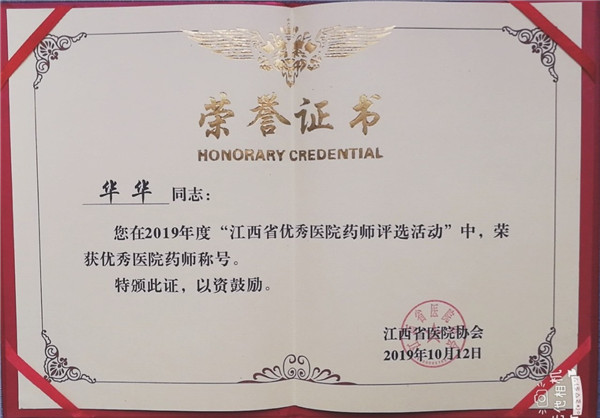 荣誉证书
HONORARY CREDENTIAL
华华 同志：
您在2019年度“江西省优秀医院药师评选活动”中，荣
获优秀医院药师称号。
特颁此证，以资鼓励。
江西省医院协会
2019年10月12日